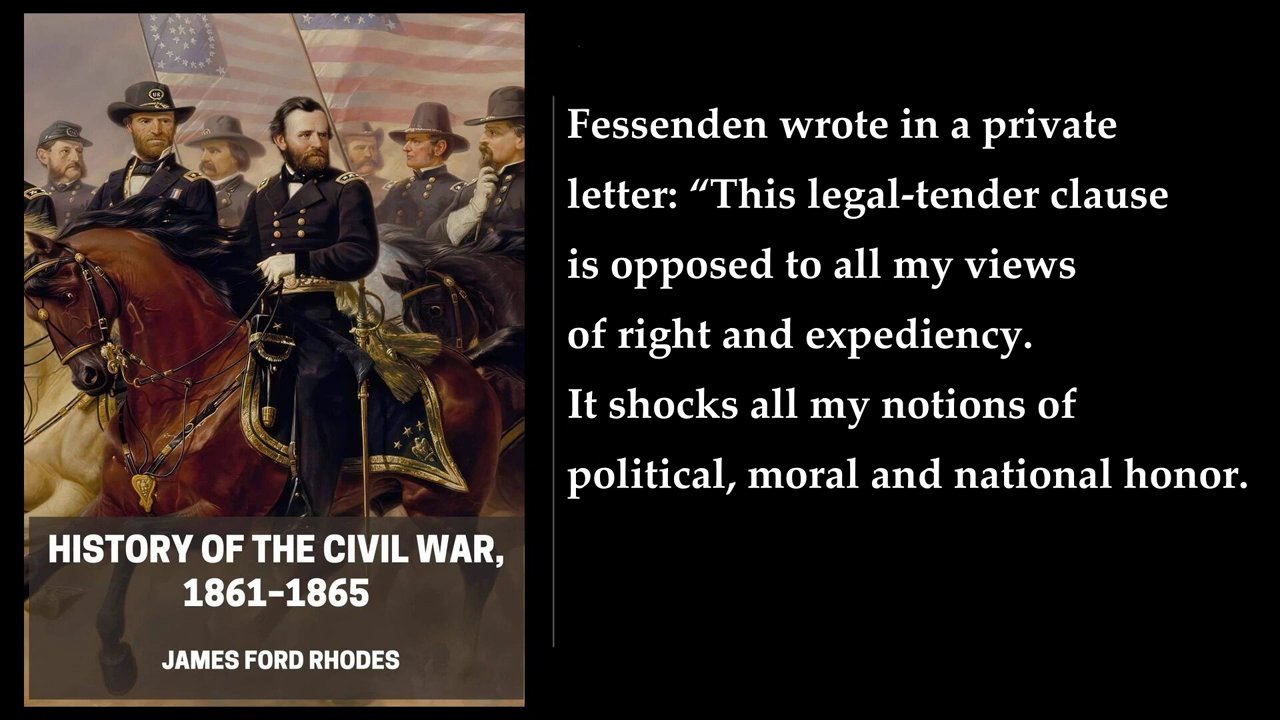 HISTORY OF THE CIVIL WAR,
1861–1865
JAMES FORD RHODES
Fessenden wrote in a private
letter: “This legal-tender clause
is opposed to all my views
of right and expediency.
It shocks all my notions of
political, moral and national honor.